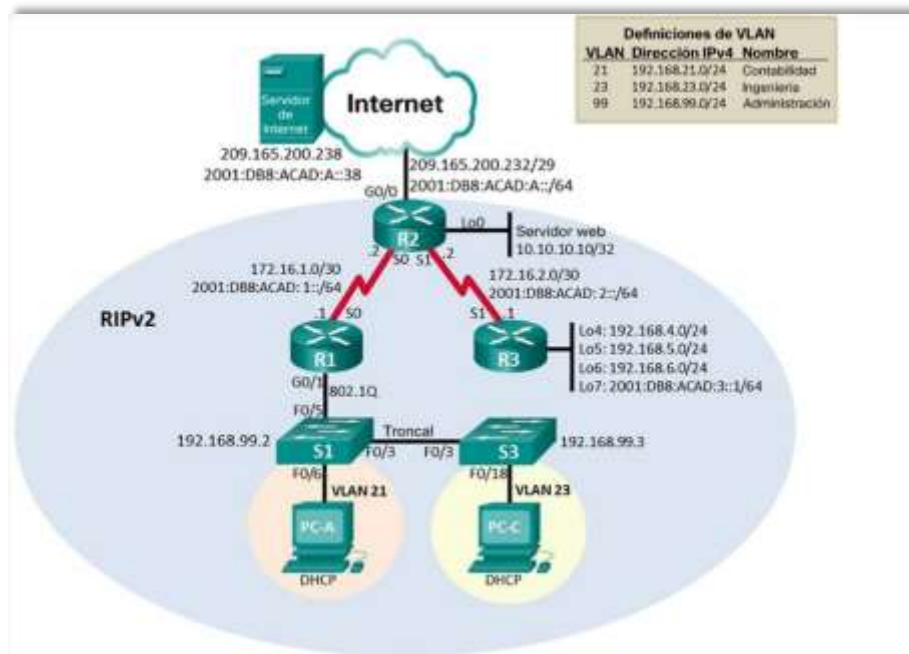 Definiciones de VLAN
VLAN Dirección IPv4 Nombre
21 192.168.21.0/24 Contabilidad
23 192.168.23.0/24 Ingeniería
99 192.168.99.0/24 Administración
Servidor de Internet
Internet
209.165.200.238
2001:DB8:ACAD:A::38
209.165.200.232/29
2001:DB8:ACAD:A::/64
G0/0
R2
Lo0
Servidor web
10.10.10.10/32
.2
S0
S1
.2
172.16.1.0/30
2001:DB8:ACAD: 1::/64
172.16.2.0/30
2001:DB8:ACAD: 2::/64
RIPv2
.1
S0
S1
.1
R1
R3
Lo4: 192.168.4.0/24
Lo5: 192.168.5.0/24
Lo6: 192.168.6.0/24
Lo7: 2001:DB8:ACAD:3::1/64
G0/1
802.1Q
F0/5
192.168.99.2
S1
F0/3
Troncal
F0/3
S3
192.168.99.3
F0/6
VLAN 21
F0/18
VLAN 23
PC-A
DHCP
PC-C
DHCP